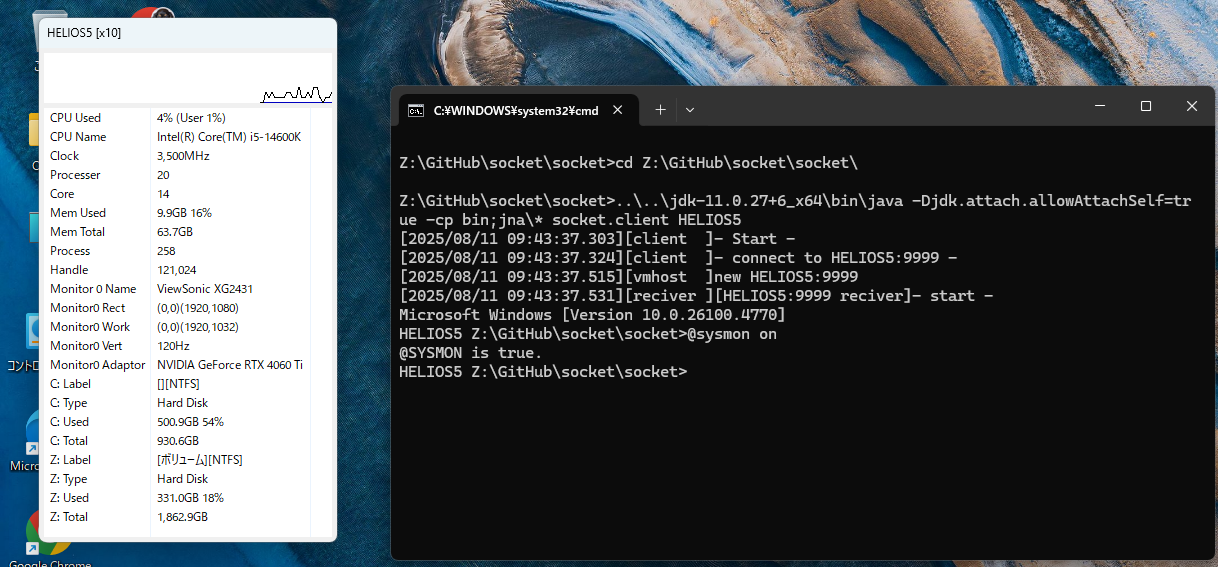 HELIOS5 [x10]
CPU Used 4% (User 1%)
CPU Name Intel(R) Core(TM) i5-14600K
Clock 3,500MHz
Processer 20
Core 14
Mem Used 9.9GB 16%
Mem Total 63.7GB
Process 258
Handle 121,024
Monitor 0 Name ViewSonic XG2431
Monitor0 Rect (0,0)(1920,1080)
Monitor0 Work (0,0)(1920,1032)
Monitor0 Vert 120Hz
Monitor0 Adaptor NVIDIA GeForce RTX 4060 Ti
C: Label [][NTFS]
C: Type Hard Disk
C: Used 500.9GB 54%
C: Total 930.6GB
Z: Label [ボリューム][NTFS]
Z: Type Hard Disk
Z: Used 331.0GB 18%
Z: Total 1,862.9GB
コントロ
Micro
Google Chrome
C:¥WINDOWS¥system32¥cmd
Z:\GitHub\socket\socket>cd Z:\GitHub\socket\socket\
Z:\GitHub\socket\socket>..\..\jdk-11.0.27+6_x64\bin\java -Djdk.attach.allowAttachSelf=tr
ue -cp bin;jna\* socket.client HELIOS5
[2025/08/11 09:43:37.303][client  ]- Start -
[2025/08/11 09:43:37.324][client  ]- connect to HELIOS5:9999 -
[2025/08/11 09:43:37.515][vmhost  ]new HELIOS5:9999
[2025/08/11 09:43:37.531][reciver ][HELIOS5:9999 reciver]- start -
Microsoft Windows [Version 10.0.26100.4770]
HELIOS5 Z:\GitHub\socket\socket>@sysmon on
@SYSMON is true.
HELIOS5 Z:\GitHub\socket\socket>